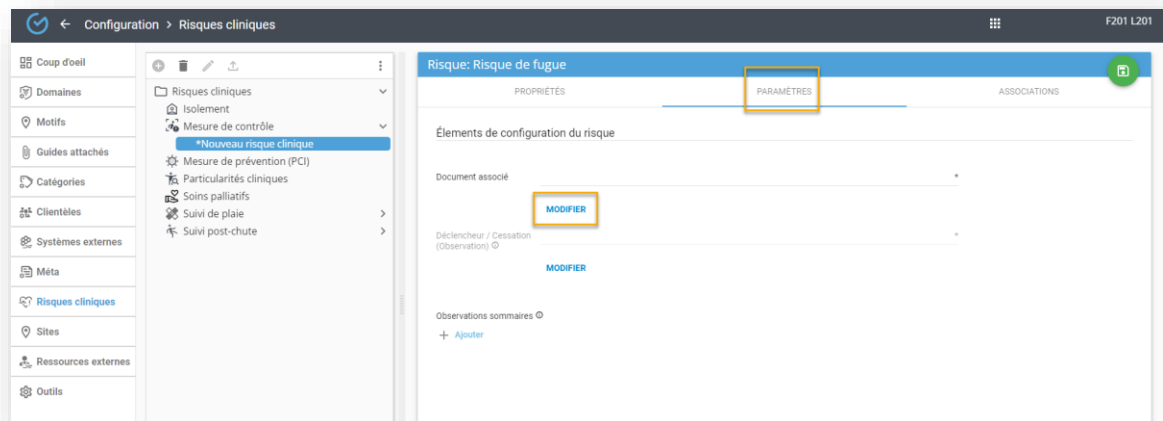 Configuration > Risques cliniques
F201 L201
Coup d'oeil
Domaines
Motifs
Guides attachés
Catégories
Clientèles
Systèmes externes
Méta
Risques cliniques
Sites
Ressources externes
Outils
Risques cliniques
Isolement
Mesure de contrôle
*Nouveau risque clinique
Mesure de prévention (PCI)
Particularités cliniques
Soins palliatifs
Suivi de plaie
Suivi post-chute
Risque: Risque de fugue
PROPRIÉTÉS
PARAMÈTRES
ASSOCIATIONS
Élements de configuration du risque
Document associé
*
MODIFIER
Déclencheur / Cessation
(Observation)
*
MODIFIER
Observations sommaires
+ Ajouter